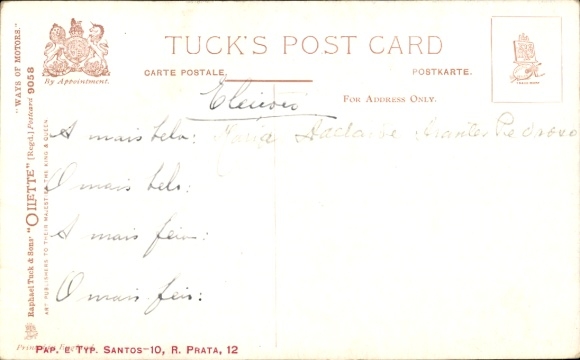 TUCK'S POST CARD
CARTE POSTALE.
POSTKARTE.
FOR ADDRESS ONLY.
By Appointment.
"WAYS OF MOTORS."
Raphael Tuck & Sons' "OILETTE" [Regd.] Postcard 9058
ART PUBLISHERS TO THEIR MAJESTIES THE KING & QUEEN
A mais bela: Maria Adelaide Arantes Pedroso
O mais belo:
A mais feia:
O mais feio:
PAP. E TYP. SANTOS-10, R. PRATA, 12